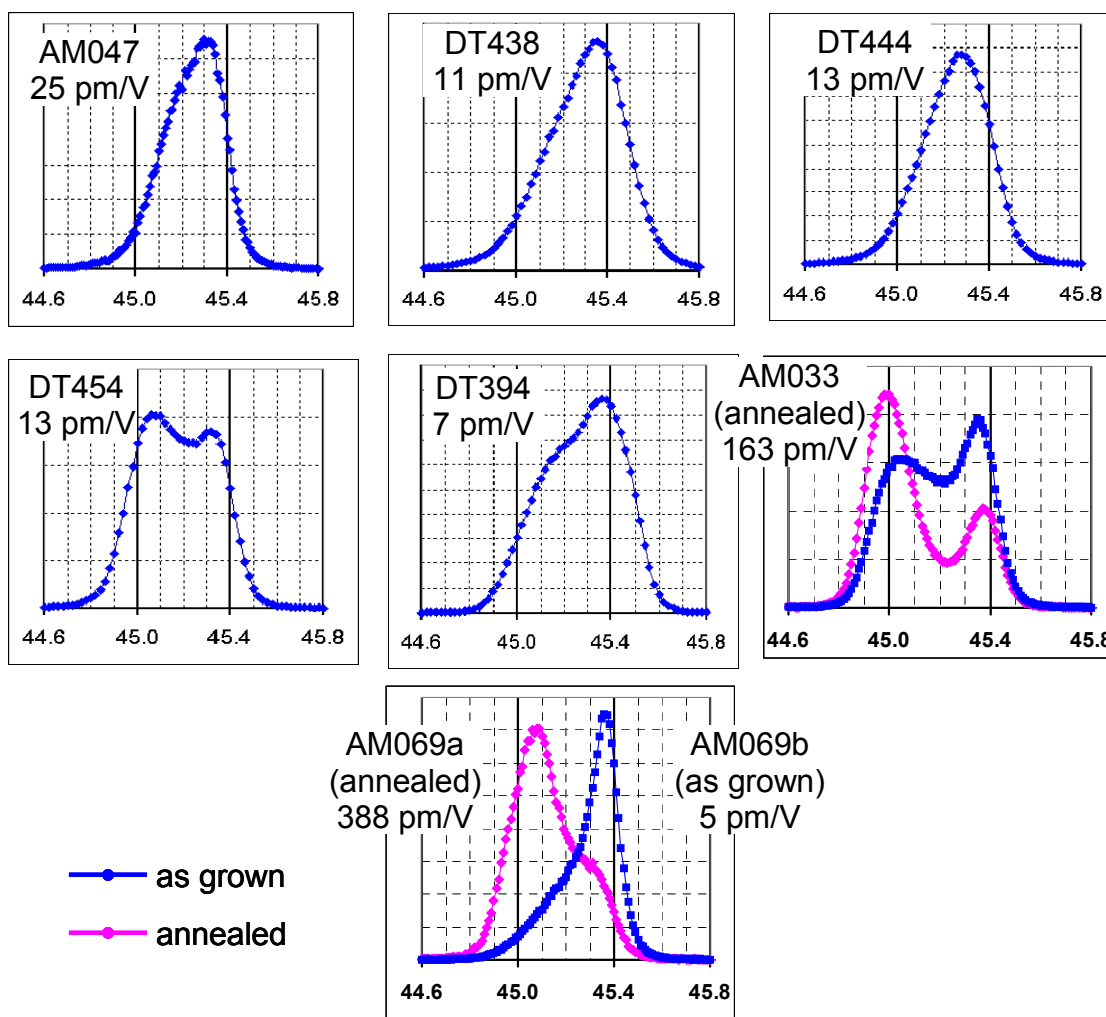 AM047
25 pm/V
44.6 45.0 45.4 45.8
DT438
11 pm/V
44.6 45.0 45.4 45.8
DT444
13 pm/V
44.6 45.0 45.4 45.8
DT454
13 pm/V
44.6 45.0 45.4 45.8
DT394
7 pm/V
44.6 45.0 45.4 45.8
AM033
(annealed)
163 pm/V
44.6 45.0 45.4 45.8
AM069a
(annealed)
388 pm/V
AM069b
(as grown)
5 pm/V
44.6 45.0 45.4 45.8
as grown
annealed